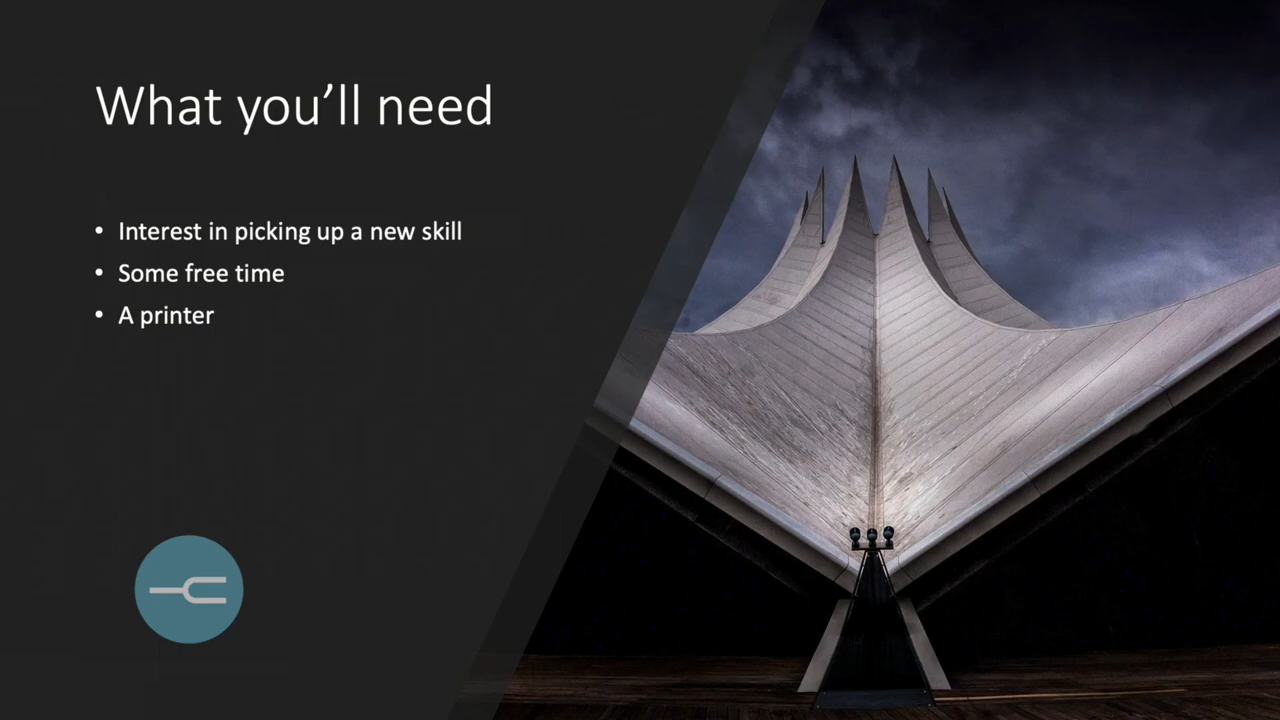 What you’ll need
• Interest in picking up a new skill
• Some free time
• A printer